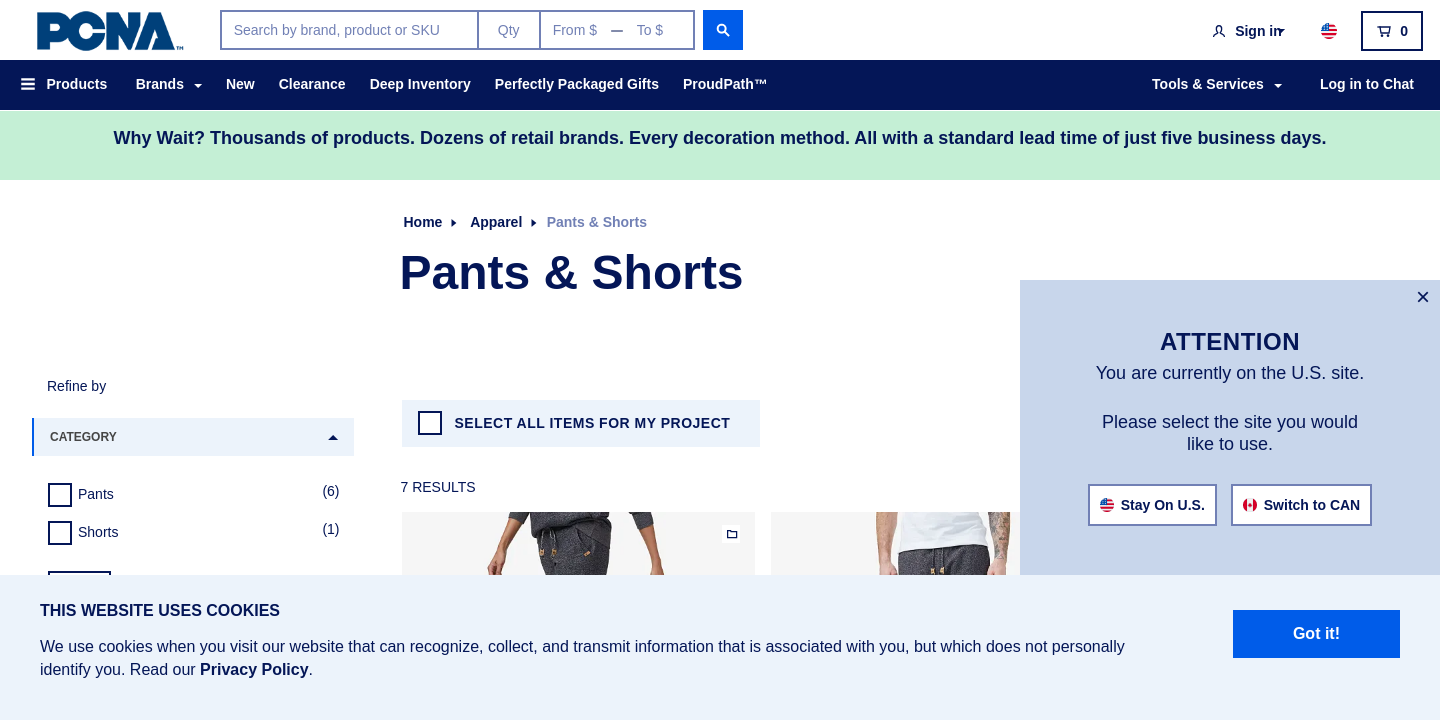 PCNA™
Search by brand, product or SKU
Qty
From $
—
To $
Sign in
0
Products
Brands
New
Clearance
Deep Inventory
Perfectly Packaged Gifts
ProudPath™
Tools & Services
Log in to Chat
Why Wait? Thousands of products. Dozens of retail brands. Every decoration method. All with a standard lead time of just five business days.
Home
Apparel
Pants & Shorts
Pants & Shorts
ATTENTION
You are currently on the U.S. site.
Please select the site you would
like to use.
Stay On U.S.
Switch to CAN
Refine by
CATEGORY
Pants
(6)
Shorts
(1)
SELECT ALL ITEMS FOR MY PROJECT
7 RESULTS
THIS WEBSITE USES COOKIES
We use cookies when you visit our website that can recognize, collect, and transmit information that is associated with you, but which does not personally
identify you. Read our Privacy Policy.
Got it!